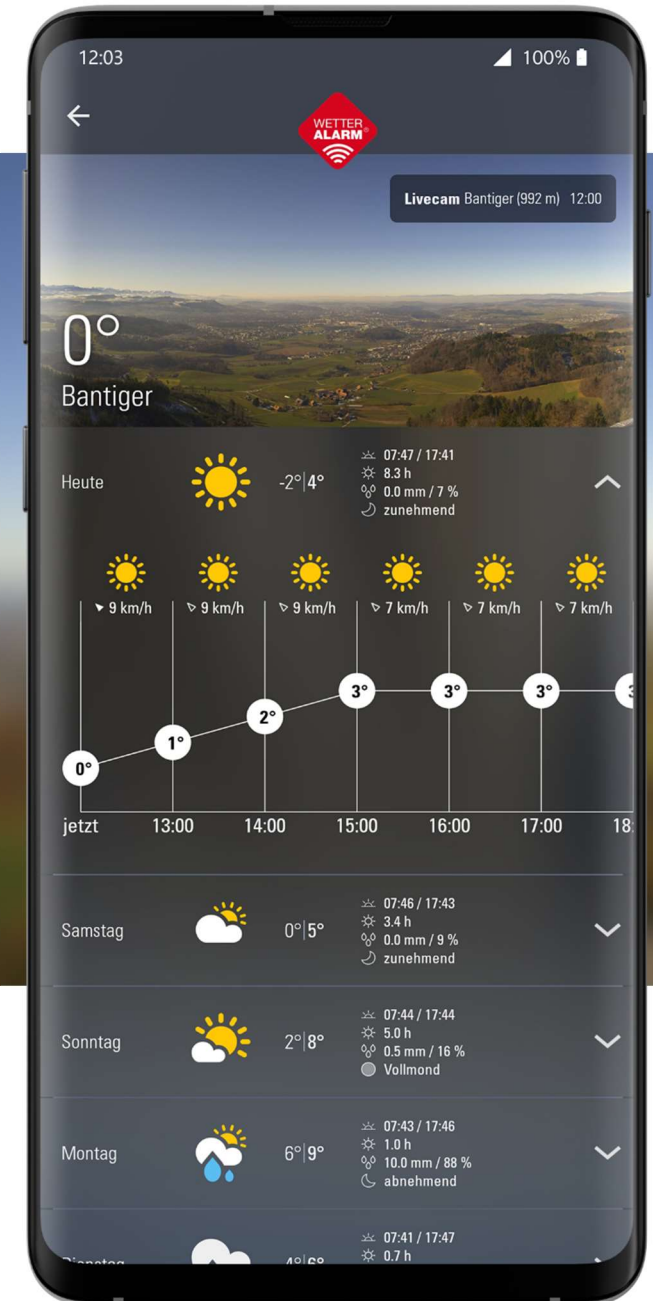 12:03
100%
WETTER
ALARM®
Livecam Bantiger (992 m) 12:00
0°
Bantiger
Heute
-2°|4°
07:47 / 17:41
8.3 h
0.0 mm / 7 %
zunehmend
9 km/h 9 km/h 9 km/h 7 km/h 7 km/h 7 km/h
0° 1° 2° 3° 3° 3°
jetzt 13:00 14:00 15:00 16:00 17:00 18:
Samstag
0°|5°
07:46 / 17:43
3.4 h
0.0 mm / 9 %
zunehmend
Sonntag
2°|8°
07:44 / 17:44
5.0 h
0.5 mm / 16 %
Vollmond
Montag
6°|9°
07:43 / 17:46
1.0 h
10.0 mm / 88 %
abnehmend
Dienstag
4°|6°
07:41 / 17:47
0.7 h